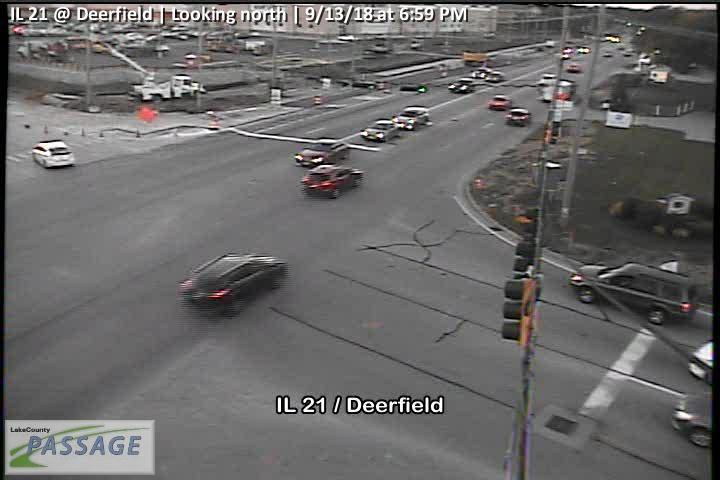 IL 21 @ Deerfield | Looking north | 9/13/18 at 6:59 PM
IL 21 / Deerfield
LakeCounty
PASSAGE